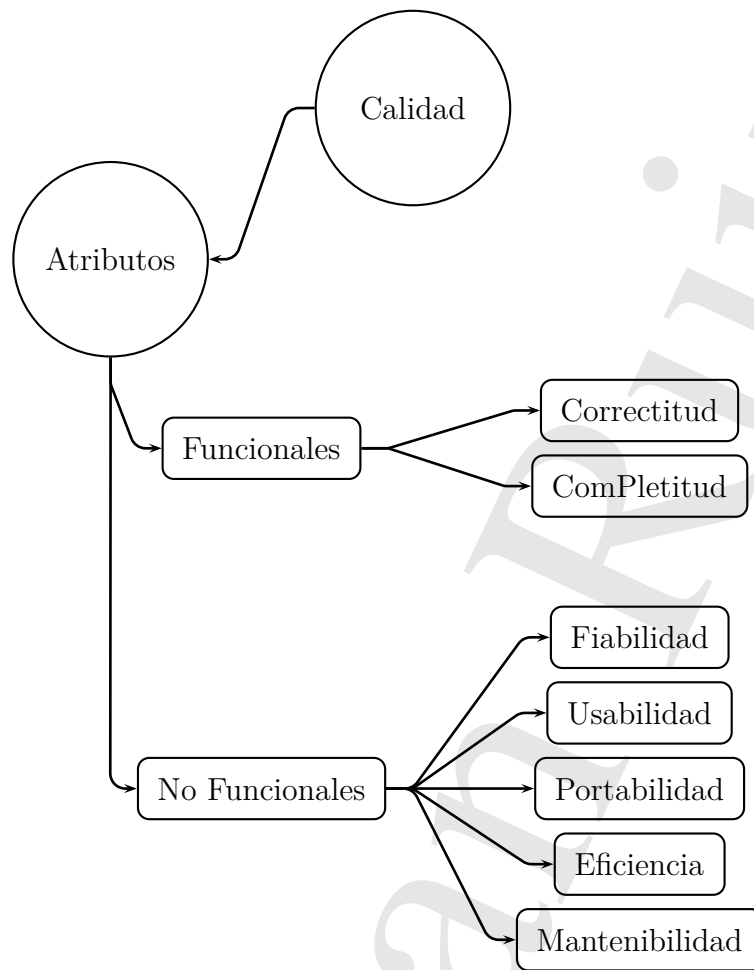 Calidad
Atributos
Funcionales
Correctitud
ComPletitud
No Funcionales
Fiabilidad
Usabilidad
Portabilidad
Eficiencia
Mantenibilidad